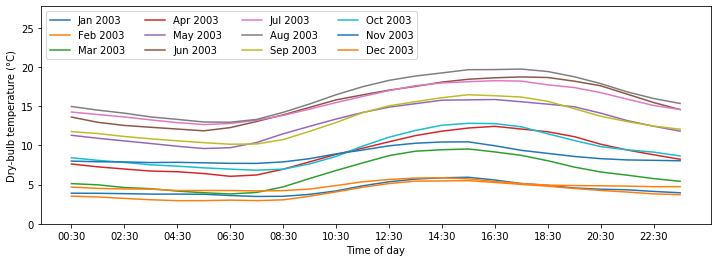 Jan 2003 Apr 2003 Jul 2003 Oct 2003
Feb 2003 May 2003 Aug 2003 Nov 2003
Mar 2003 Jun 2003 Sep 2003 Dec 2003
Dry-bulb temperature (°C)
25
20
15
10
5
0
00:30 02:30 04:30 06:30 08:30 10:30 12:30 14:30 16:30 18:30 20:30 22:30
Time of day